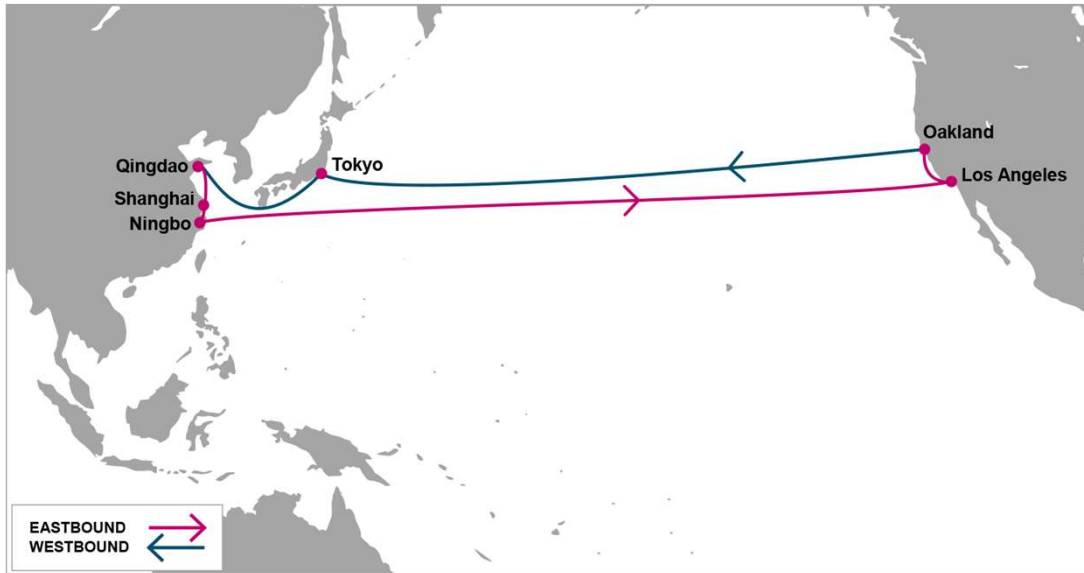 Oakland
Qingdao
Tokyo
Los Angeles
Shanghai
Ningbo
EASTBOUND
WESTBOUND